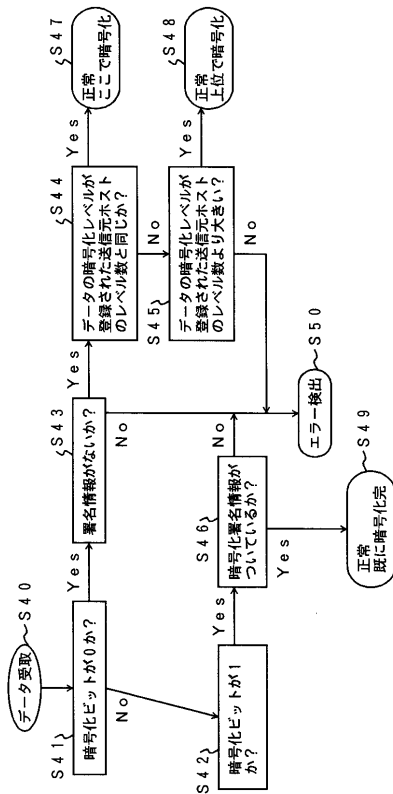 データ受取
S40
S41
暗号化ビットが0か?
Yes
No
S42
暗号化ビットが1
か?
Yes
S43
署名情報がないか?
Yes
No
S46
暗号化署名情報が
ついているか?
No
Yes
S44
データの暗号化レベルが
登録された送信元ホスト
のレベル数と同じか?
Yes
No
S45
データの暗号化レベルが
登録された送信元ホスト
のレベル数より大きい?
Yes
No
S47
正常
ここで暗号化
S48
正常
上位で暗号化
S50
エラー検出
S49
正常
既に暗号化完